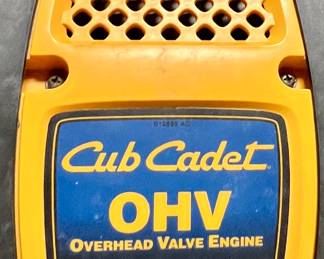 Cub Cadet
OHV
OVERHEAD VALVE ENGINE